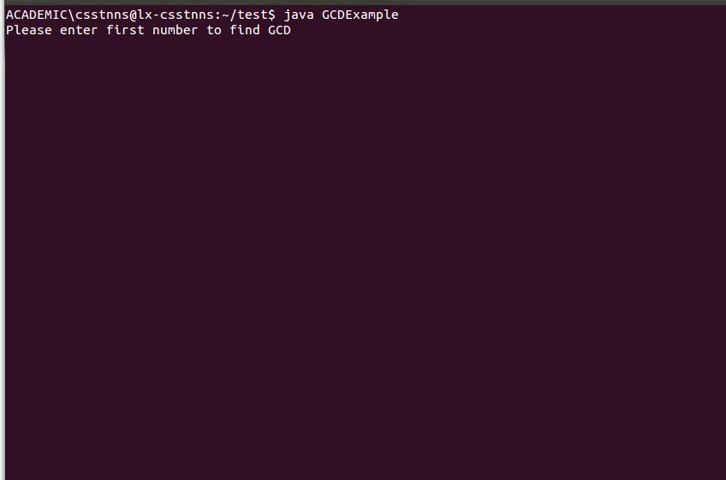 ACADEMIC\csstnns@lx-csstnns:~/test$ java GCDExample
Please enter first number to find GCD